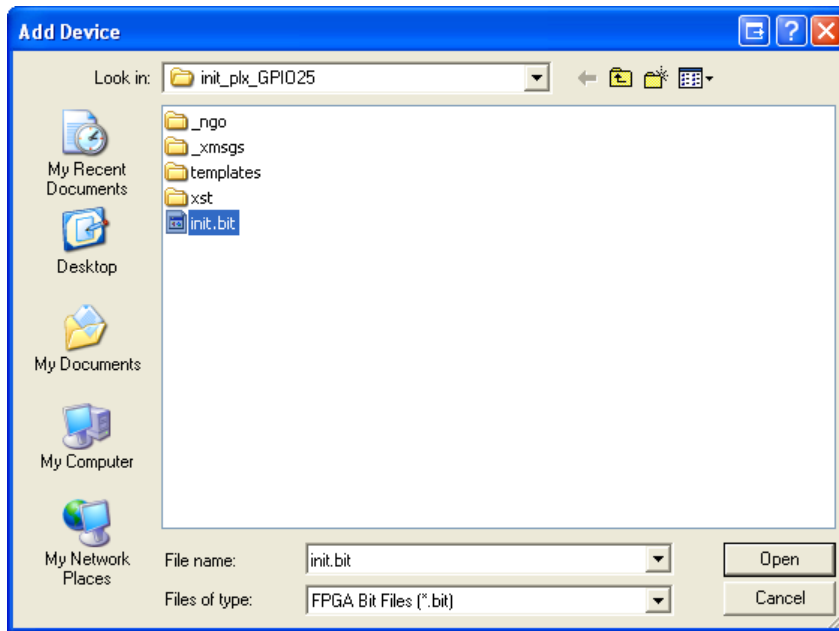 Add Device
Look in:
init_plx_GPIO25
My Recent
Documents
Desktop
My Documents
My Computer
My Network
Places
_ngo
_xmsgs
templates
xst
init.bit
File name:
init.bit
Open
Files of type:
FPGA Bit Files (*.bit)
Cancel